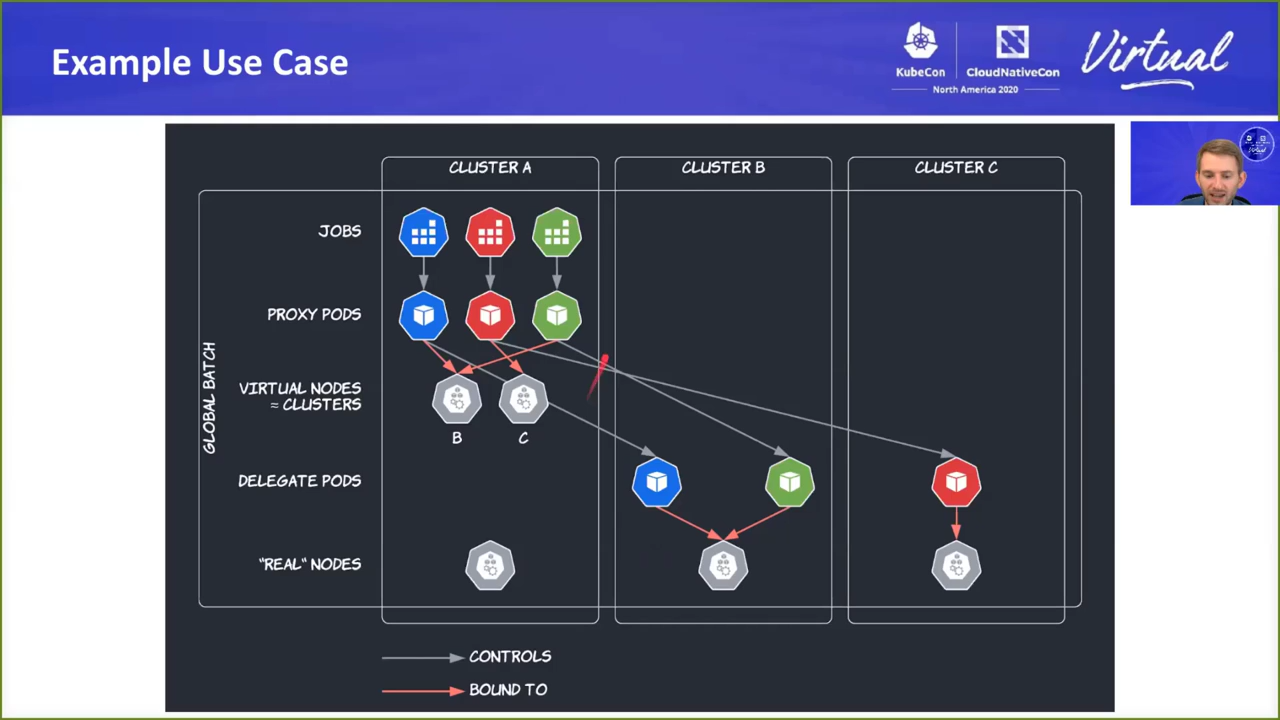 Example Use Case
KubeCon
CloudNativeCon
North America 2020
Virtual
CLUSTER A
CLUSTER B
CLUSTER C
JOBS
PROXY PODS
GLOBAL BATCH
VIRTUAL NODES
= CLUSTERS
B
C
DELEGATE PODS
"REAL" NODES
CONTROLS
BOUND TO